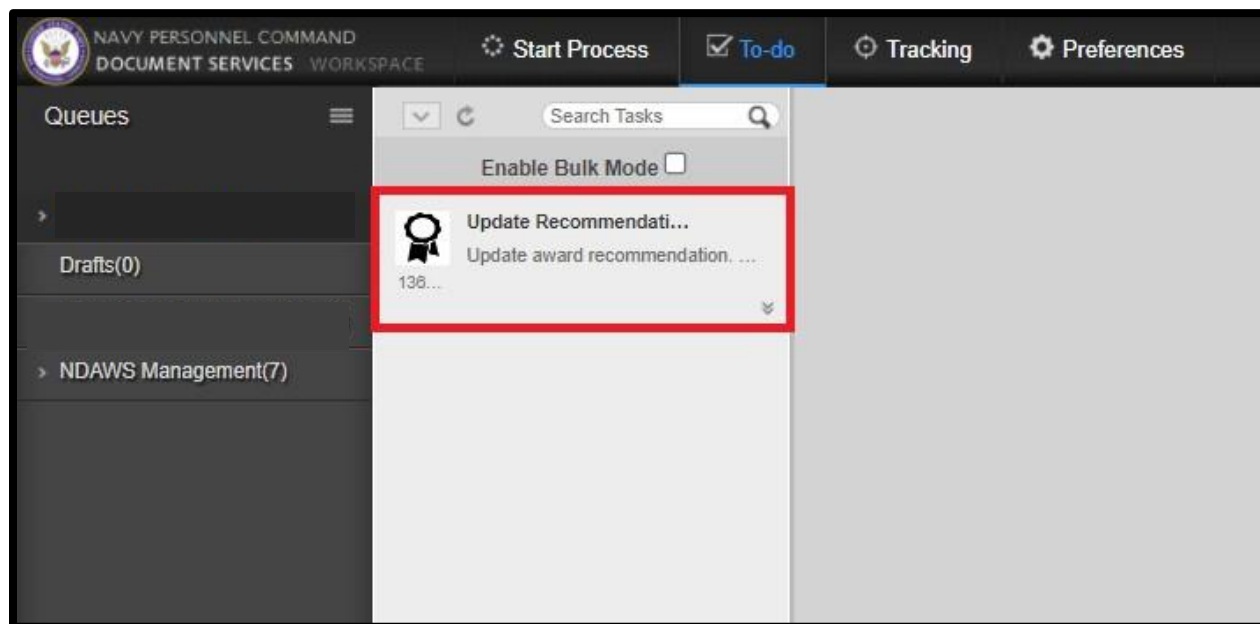 NAVY PERSONNEL COMMAND
DOCUMENT SERVICES WORKSPACE
Start Process
To-do
Tracking
Preferences
Queues
Search Tasks
Enable Bulk Mode
Update Recommendati...
Update award recommendation. ...
136...
Drafts(0)
NDAWS Management(7)